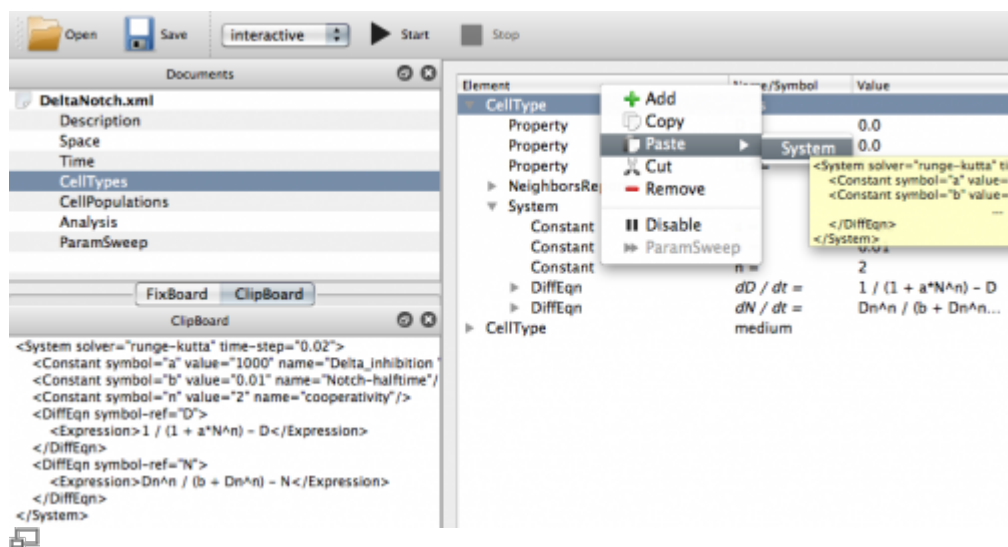 Open Save interactive Start Stop
Documents
DeltaNotch.xml
Description
Space
Time
CellTypes
CellPopulations
Analysis
ParamSweep
FixBoard ClipBoard
ClipBoard
<System solver="runge-kutta" time-step="0.02">
<Constant symbol="a" value="1000" name="Delta_inhibition "
<Constant symbol="b" value="0.01" name="Notch-halftime"/
<Constant symbol="n" value="2" name="cooperativity"/>
<DiffEqn symbol-ref="D">
<Expression>1 / (1 + a*N^n) - D</Expression>
</DiffEqn>
<DiffEqn symbol-ref="N">
<Expression>Dn^n / (b + Dn^n) - N</Expression>
</DiffEqn>
</System>
Element Name/Symbol Value
CellType
Property 0.0
Property 0.0
Property
NeighborsRe
System
Constant
Constant 0.01
Constant n = 2
DiffEqn dD / dt = 1 / (1 + a*N^n) - D
DiffEqn dN / dt = Dn^n / (b + Dn^n...
CellType medium
Add
Copy
Paste System
Cut
Remove
Disable
ParamSweep
<System solver="runge-kutta" ti
<Constant symbol="a" value=
<Constant symbol="b" value=
...
</DiffEqn>
</System>